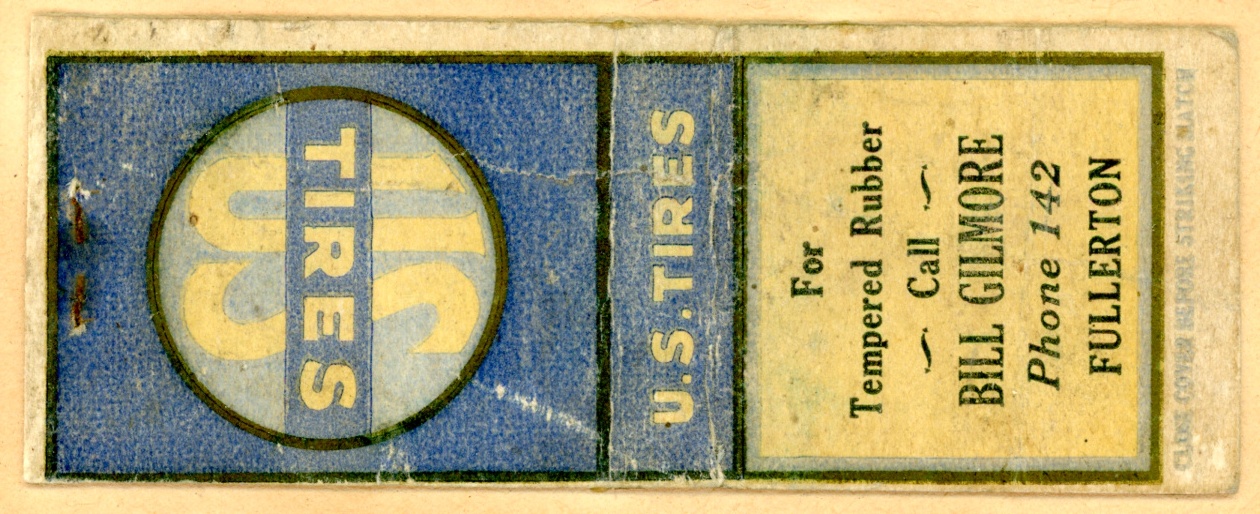 US
TIRES
U.S. TIRES
For
Tempered Rubber
~ Call ~
BILL GILMORE
Phone 142
FULLERTON
CLOSE COVER BEFORE STRIKING MATCH